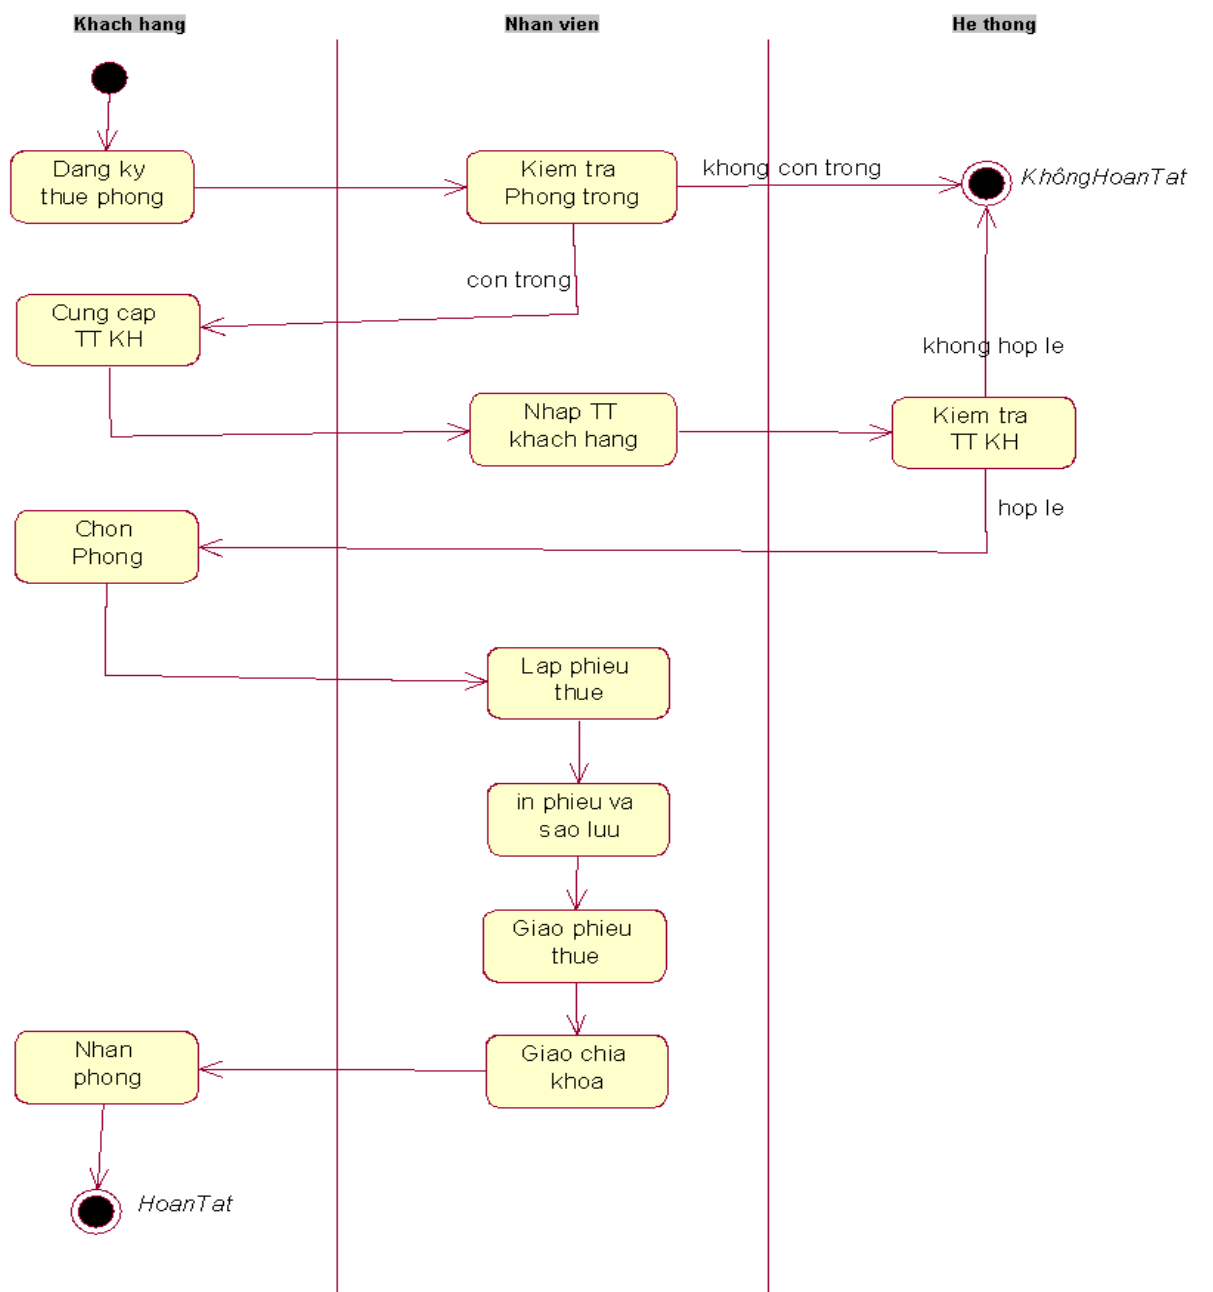 Khach hang
Nhan vien
He thong
Dang ky
thue phong
Kiem tra
Phong trong
khong con trong
KhôngHoanTat
con trong
Cung cap
TT KH
khong hop le
Nhap TT
khach hang
Kiem tra
TT KH
hop le
Chon
Phong
Lap phieu
thue
in phieu va
sao luu
Giao phieu
thue
Nhan
phong
Giao chia
khoa
HoanTat